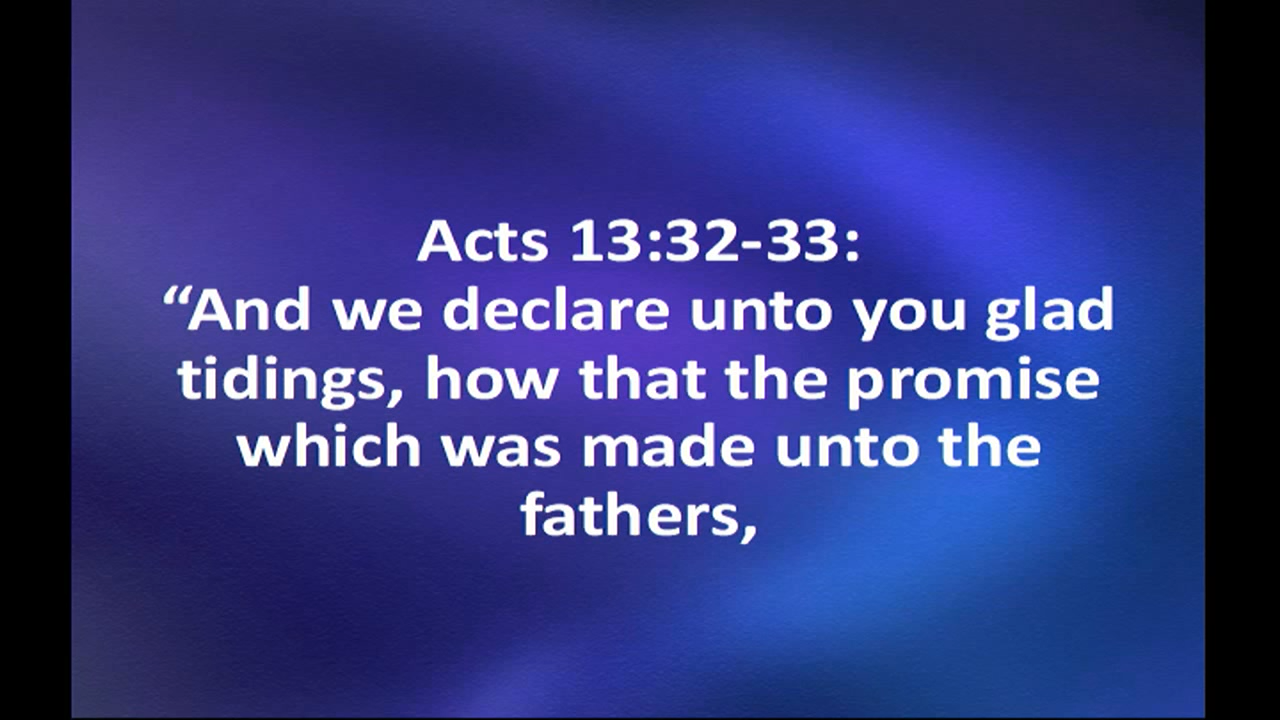 Acts 13:32-33:
“And we declare unto you glad
tidings, how that the promise
which was made unto the
fathers,